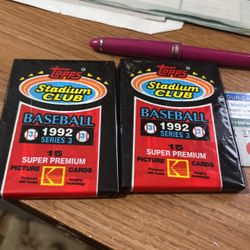 TOPPS
Stadium
CLUB
BASEBALL
1992
SERIES 3
15
SUPER PREMIUM
PICTURE CARDS
TOPPS
Stadium
CLUB
BASEBALL
1992
SERIES 3
15
SUPER PREMIUM
PICTURE CARDS